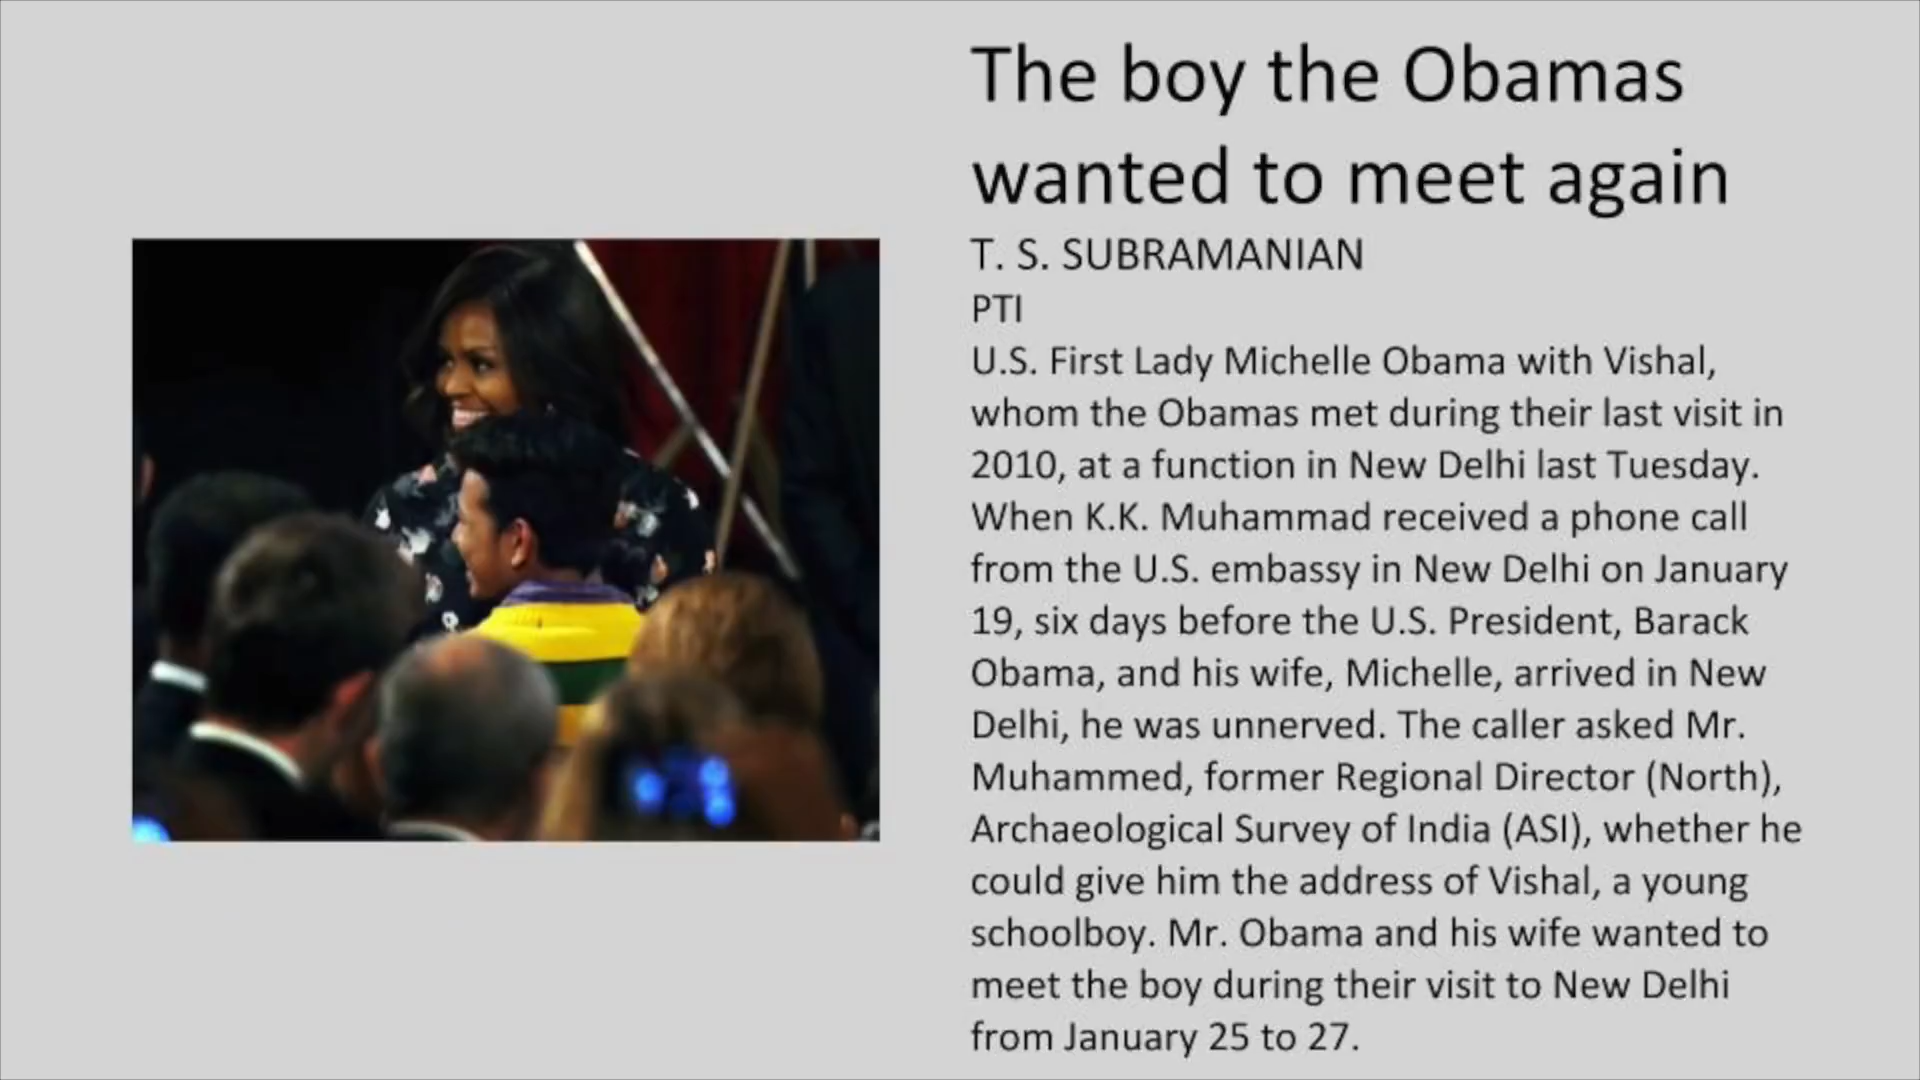 The boy the Obamas
wanted to meet again
T. S. SUBRAMANIAN
PTI
U.S. First Lady Michelle Obama with Vishal,
whom the Obamas met during their last visit in
2010, at a function in New Delhi last Tuesday.
When K.K. Muhammad received a phone call
from the U.S. embassy in New Delhi on January
19, six days before the U.S. President, Barack
Obama, and his wife, Michelle, arrived in New
Delhi, he was unnerved. The caller asked Mr.
Muhammed, former Regional Director (North),
Archaeological Survey of India (ASI), whether he
could give him the address of Vishal, a young
schoolboy. Mr. Obama and his wife wanted to
meet the boy during their visit to New Delhi
from January 25 to 27.